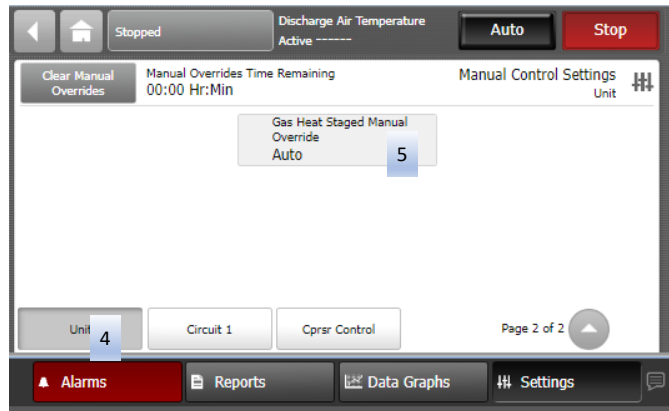 Stopped
Discharge Air Temperature
Active ------
Auto
Stop
Clear Manual
Overrides
Manual Overrides Time Remaining
00:00 Hr:Min
Manual Control Settings
Unit
Gas Heat Staged Manual
Override
Auto
5
Unit
4
Circuit 1
Cprsr Control
Page 2 of 2
Alarms
Reports
Data Graphs
Settings